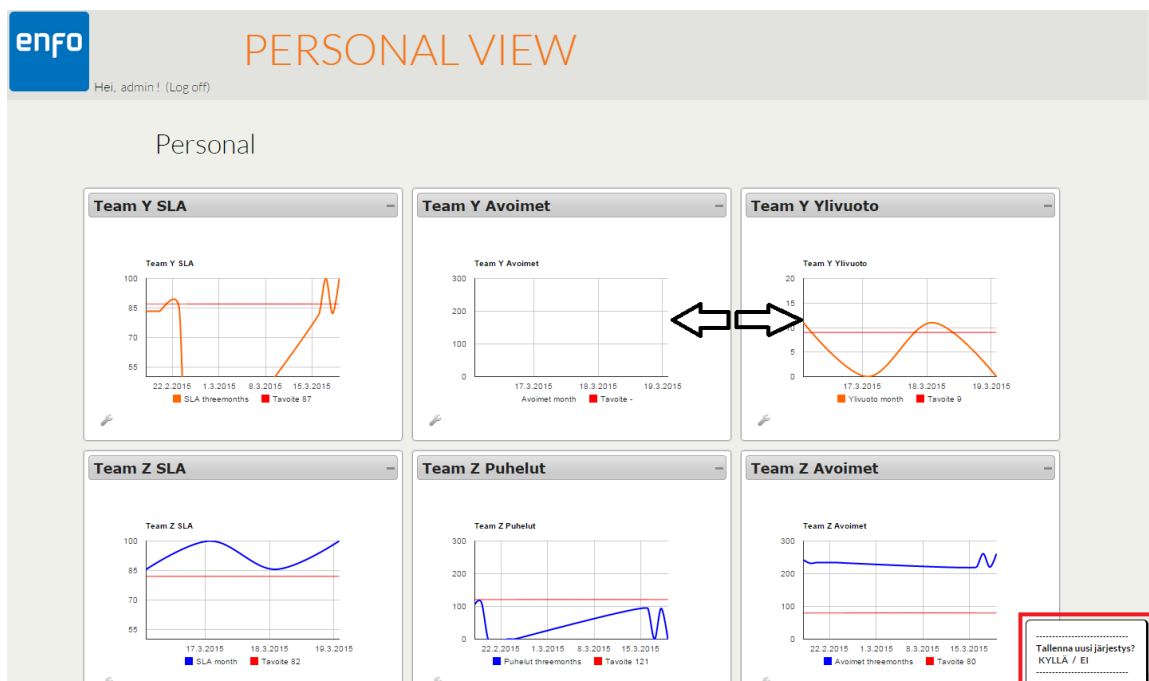 enfo
PERSONAL VIEW
Hei, admin ! (Log off)
Personal
Team Y SLA
Team Y Avoimet
Team Y Ylivuoto
Team Y SLA
100
85
70
55
22.2.2015 1.3.2015 8.3.2015 15.3.2015
SLA threemonths Tavoite 87
Team Y Avoimet
300
200
100
0
17.3.2015 18.3.2015 19.3.2015
Avoimet month Tavoite -
Team Y Ylivuoto
20
15
10
5
0
17.3.2015 18.3.2015 19.3.2015
Ylivuoto month Tavoite 9
Team Z SLA
Team Z Puhelut
Team Z Avoimet
Team Z SLA
100
85
70
55
17.3.2015 18.3.2015 19.3.2015
SLA month Tavoite 82
Team Z Puhelut
300
200
100
0
22.2.2015 1.3.2015 8.3.2015 15.3.2015
Puhelut threemonths Tavoite 121
Team Z Avoimet
300
200
100
0
22.2.2015 1.3.2015 8.3.2015 15.3.2015
Avoimet threemonths Tavoite 80
----------------------------
Tallenna uusi järjestys?
KYLLÄ / EI
----------------------------